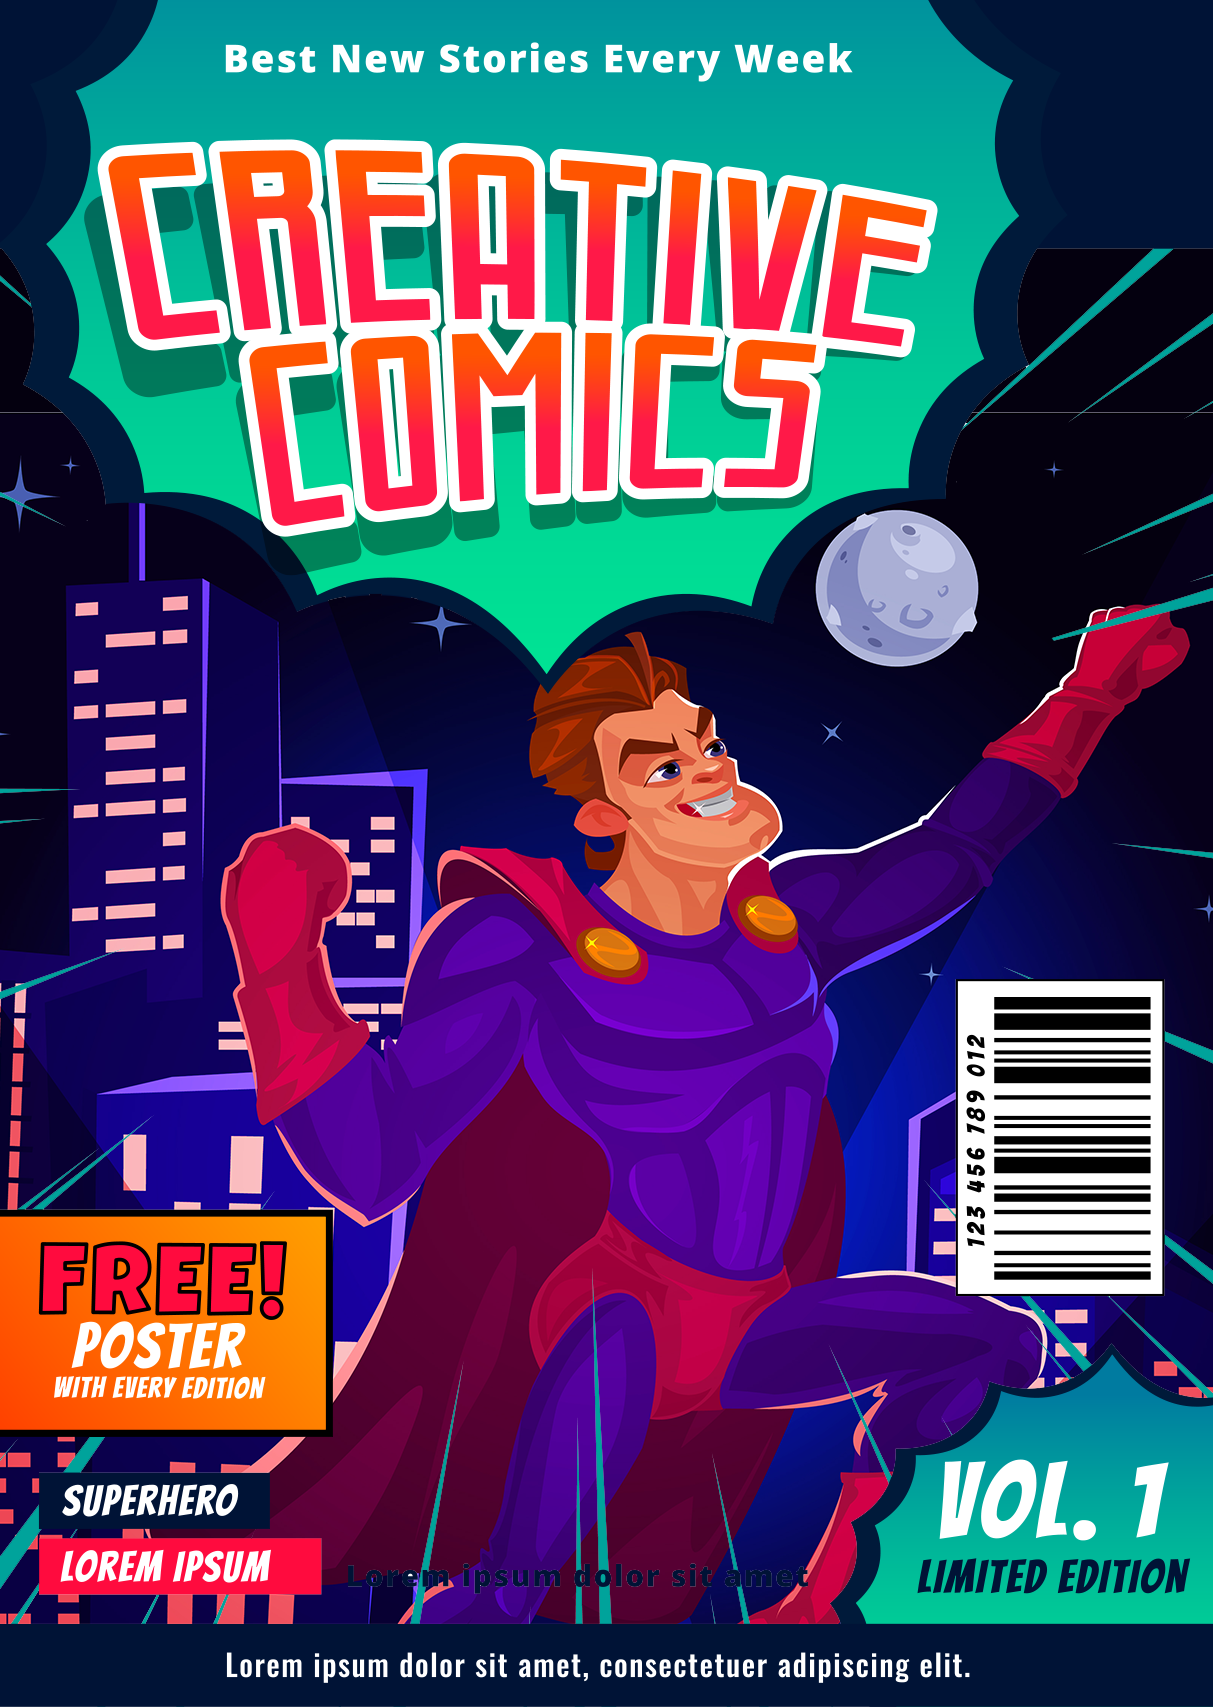 Best New Stories Every Week
CREATIVE
COMICS
123 456 789 012
FREE!
POSTER
WITH EVERY EDITION
SUPERHERO
LOREM IPSUM
Lorem ipsum dolor sit amet
VOL. 1
LIMITED EDITION
Lorem ipsum dolor sit amet, consectetuer adipiscing elit.